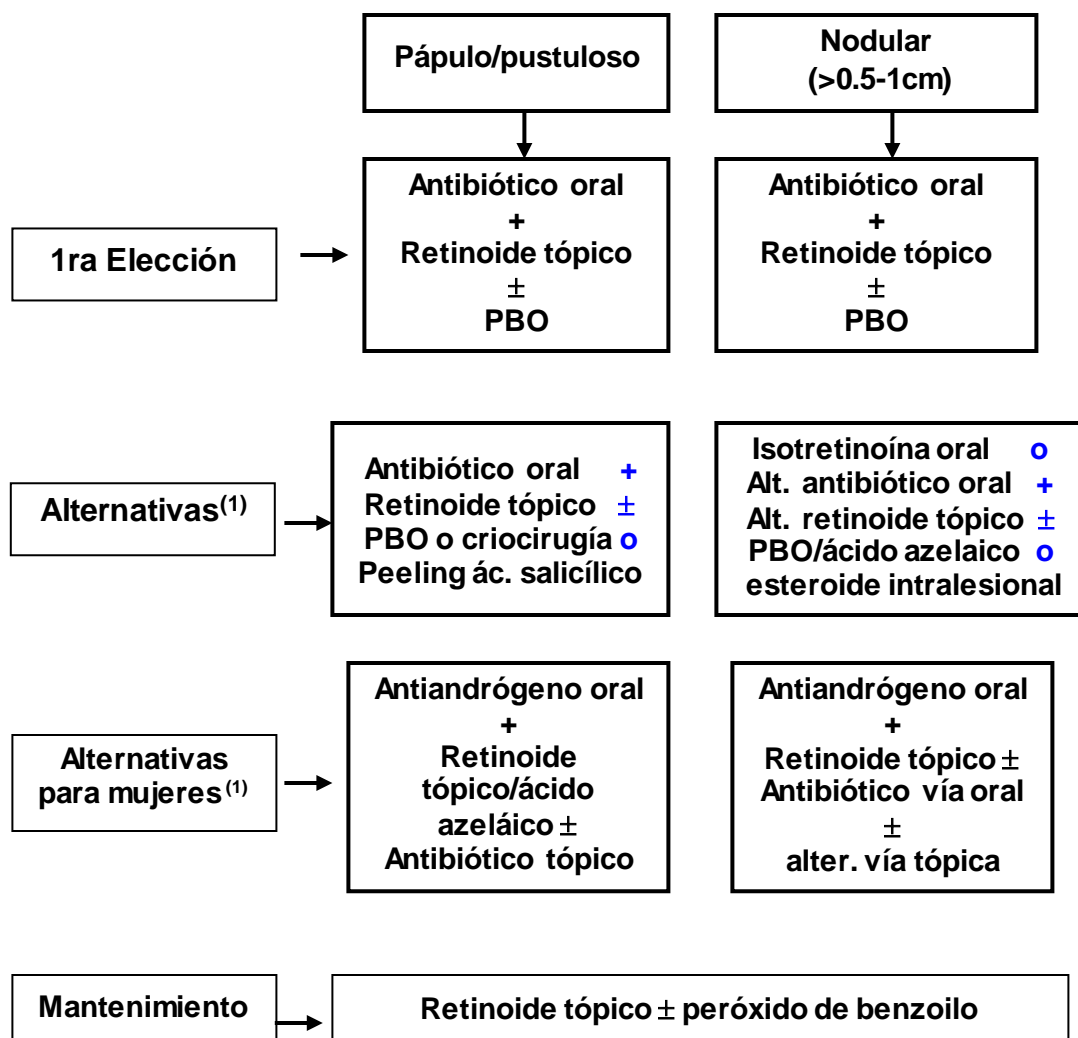 Pápulo/pustuloso
Nodular
(>0.5-1cm)
1ra Elección
Antibiótico oral
+
Retinoide tópico
±
PBO
Antibiótico oral
+
Retinoide tópico
±
PBO
Alternativas(1)
Antibiótico oral +
Retinoide tópico ±
PBO o criocirugía o
Peeling ác. salicílico
Isotretinoína oral o
Alt. antibiótico oral +
Alt. retinoide tópico ±
PBO/ácido azelaico o
esteroide intralesional
Alternativas
para mujeres(1)
Antiandrógeno oral
+
Retinoide
tópico/ácido
azeláico ±
Antibiótico tópico
Antiandrógeno oral
+
Retinoide tópico ±
Antibiótico vía oral
±
alter. vía tópica
Mantenimiento
Retinoide tópico ± peróxido de benzoilo